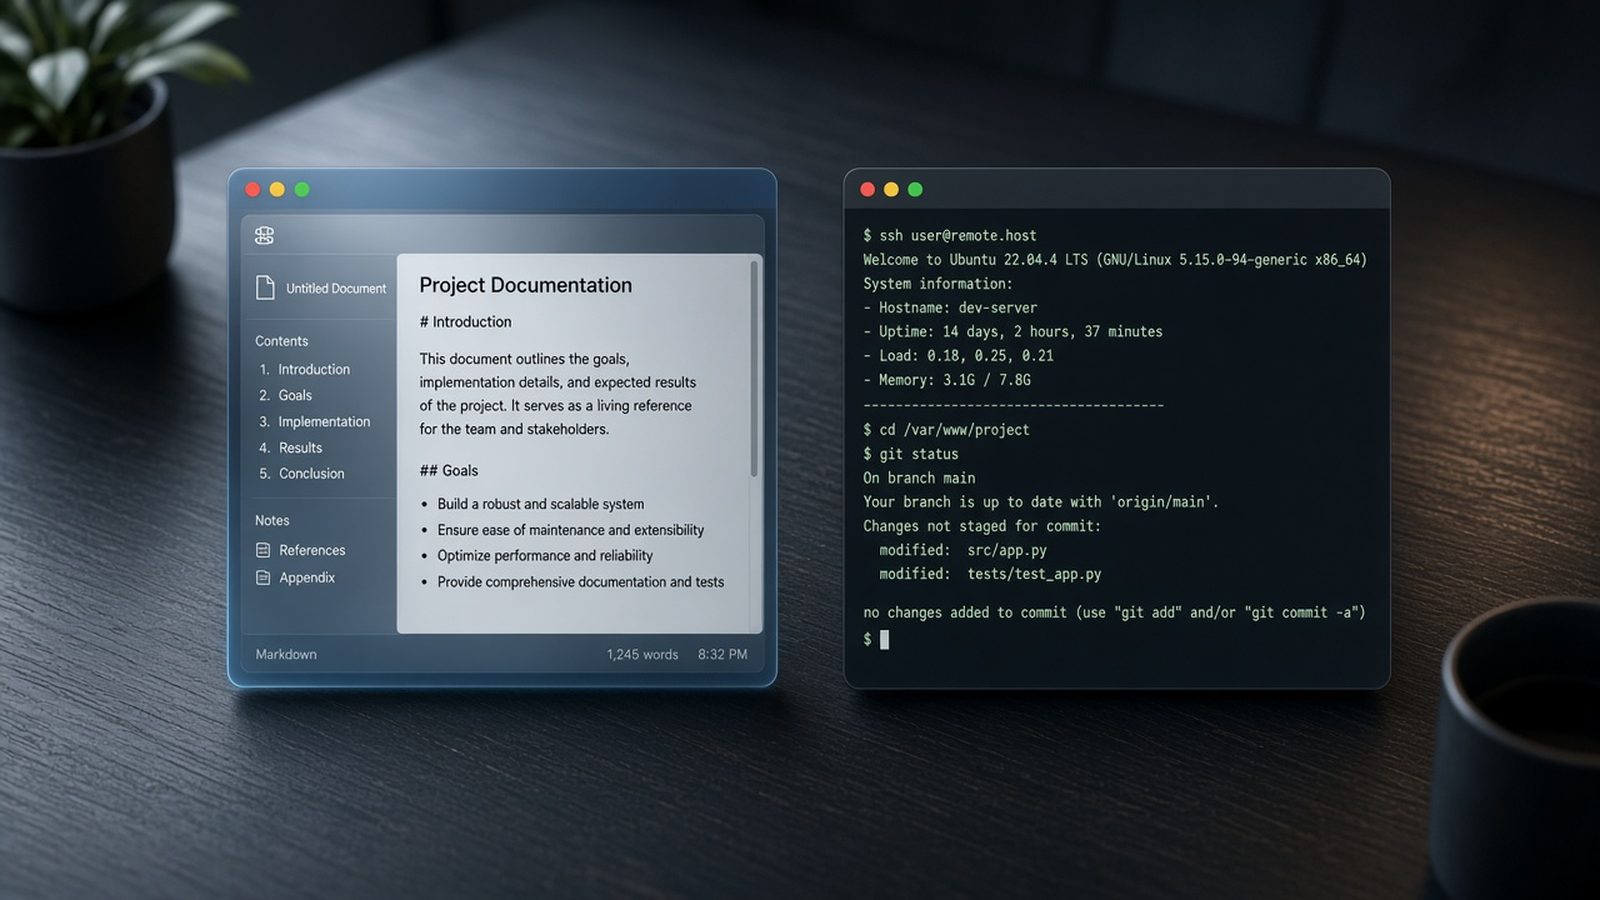 Untitled Document
Contents
1. Introduction
2. Goals
3. Implementation
4. Results
5. Conclusion
Notes
References
Appendix
Project Documentation
# Introduction
This document outlines the goals,
implementation details, and expected results
of the project. It serves as a living reference
for the team and stakeholders.
## Goals
• Build a robust and scalable system
• Ensure ease of maintenance and extensibility
• Optimize performance and reliability
• Provide comprehensive documentation and tests
Markdown 1,245 words 8:32 PM
$ ssh user@remote.host
Welcome to Ubuntu 22.04.4 LTS (GNU/Linux 5.15.0-94-generic x86_64)
System information:
- Hostname: dev-server
- Uptime: 14 days, 2 hours, 37 minutes
- Load: 0.18, 0.25, 0.21
- Memory: 3.1G / 7.8G
--------------------------------------
$ cd /var/www/project
$ git status
On branch main
Your branch is up to date with 'origin/main'.
Changes not staged for commit:
modified: src/app.py
modified: tests/test_app.py
no changes added to commit (use "git add" and/or "git commit -a")
$